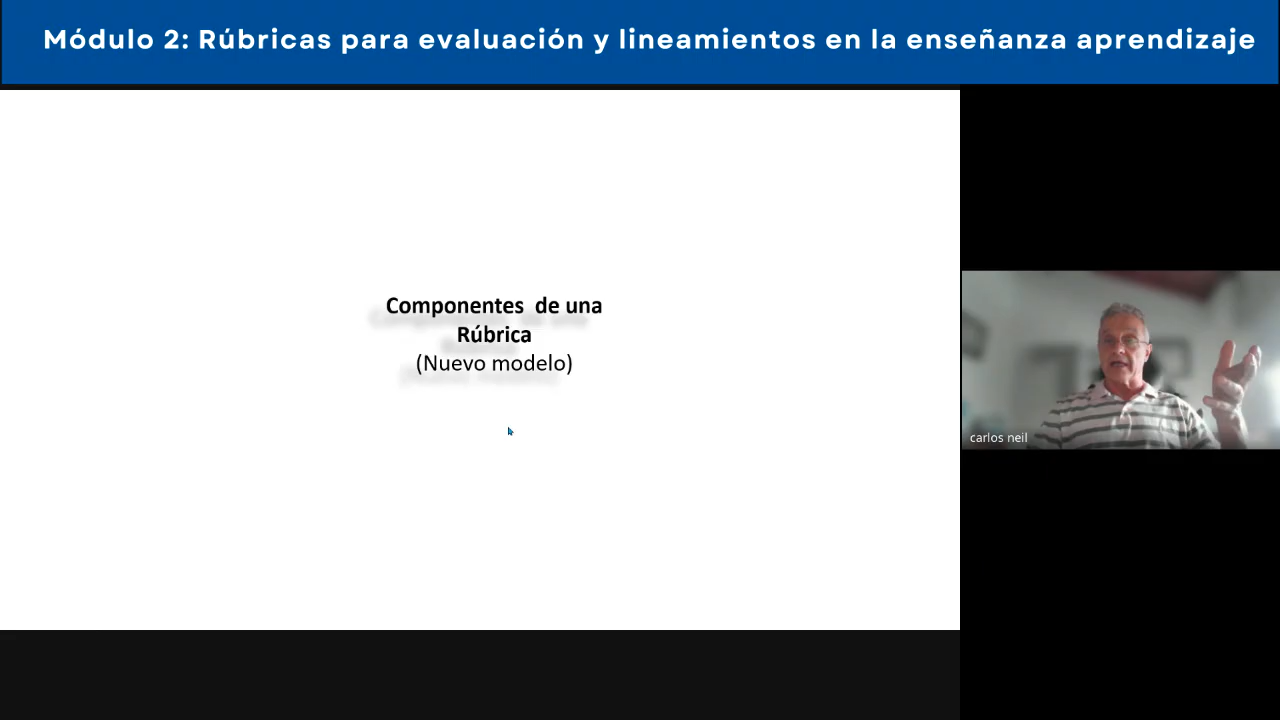 Módulo 2: Rúbricas para evaluación y lineamientos en la enseñanza aprendizaje
Componentes de una
Rúbrica
(Nuevo modelo)
carlos neil